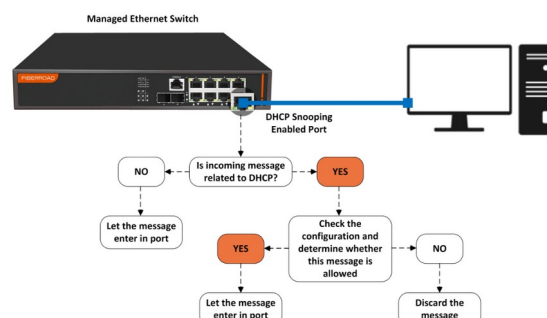 Managed Ethernet Switch
FIBERROAD
DHCP Snooping
Enabled Port
NO
Is incoming message
related to DHCP?
YES
Let the message
enter in port
Check the
configuration and
determine whether
this message is
allowed
YES
NO
Let the message
enter in port
Discard the
message